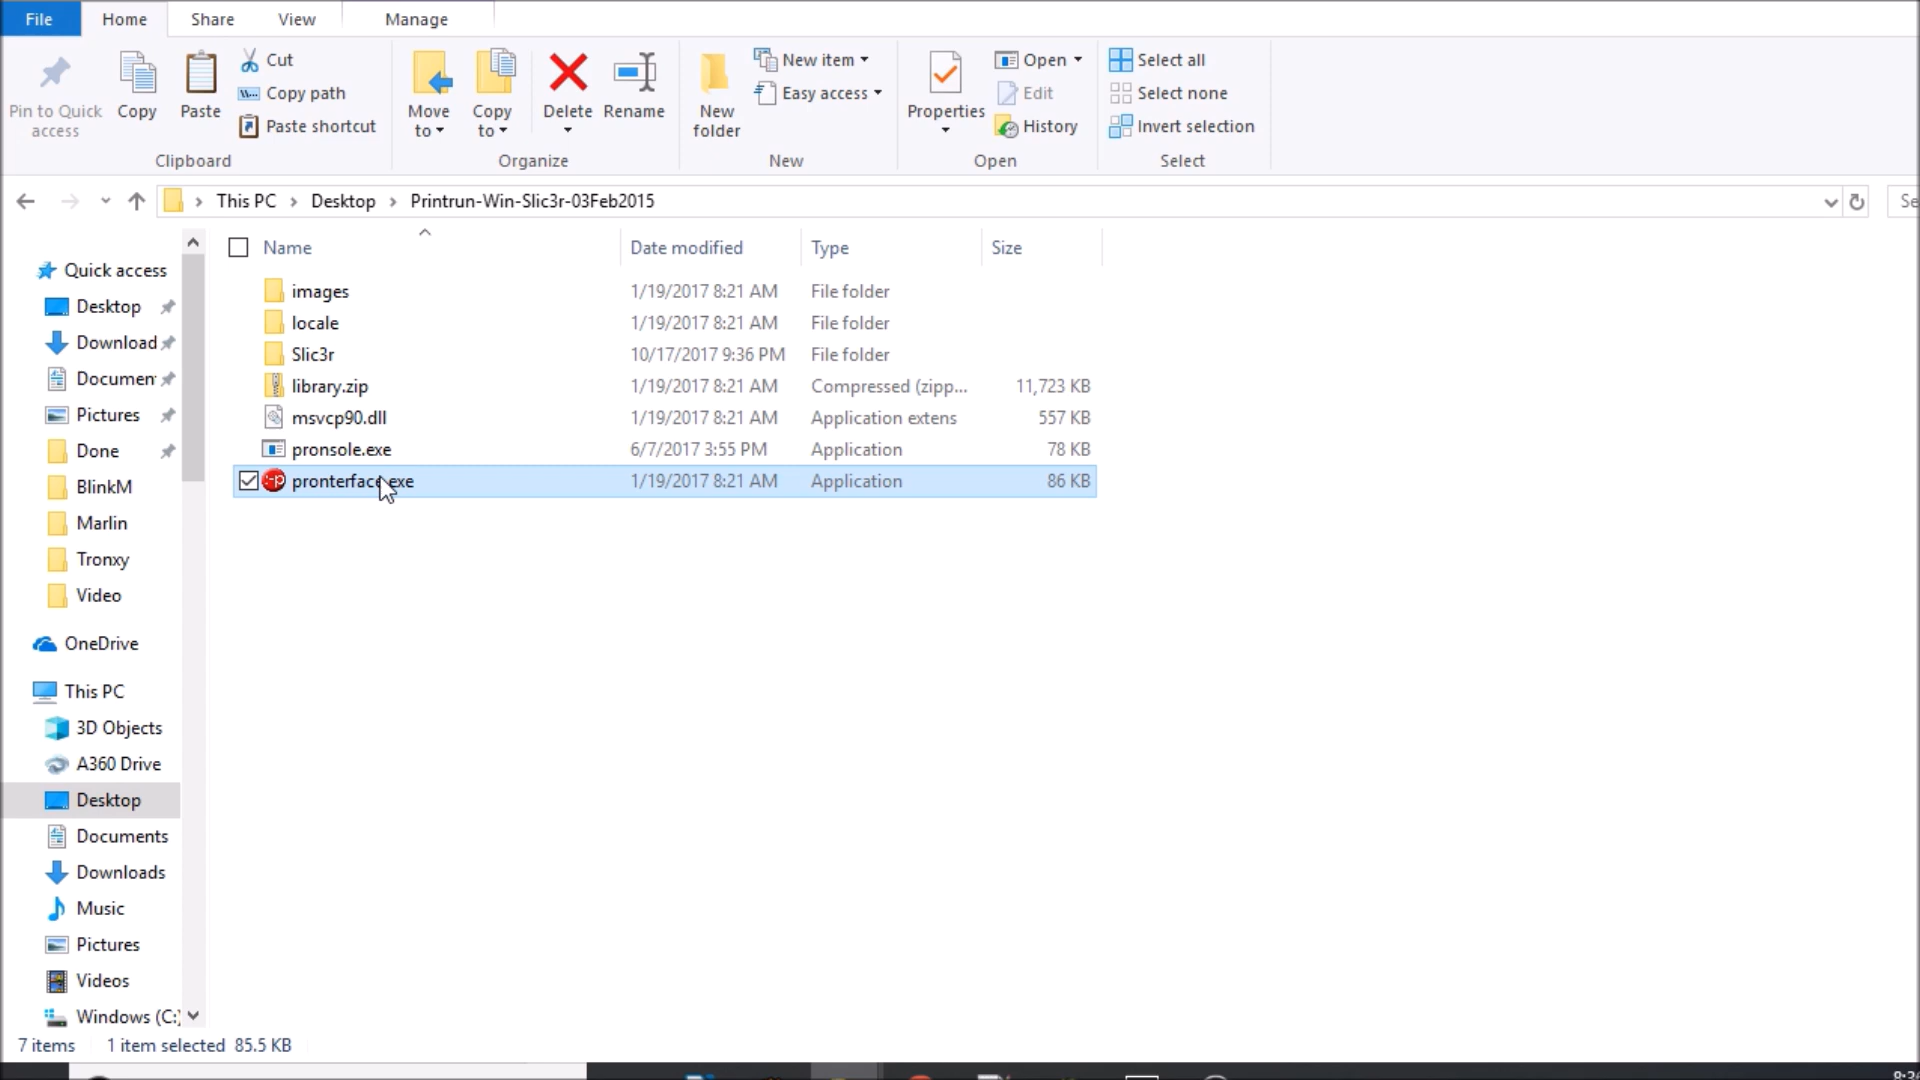 File Home Share View Manage
Pin to Quick access
Copy
Paste
Cut
Copy path
Paste shortcut
Clipboard
Move to
Copy to
Delete
Rename
Organize
New folder
New item
Easy access
New
Properties
Open
Edit
History
Open
Select all
Select none
Invert selection
Select
This PC > Desktop > Printrun-Win-Slic3r-03Feb2015
Se
Name Date modified Type Size
images 1/19/2017 8:21 AM File folder
locale 1/19/2017 8:21 AM File folder
Slic3r 10/17/2017 9:36 PM File folder
library.zip 1/19/2017 8:21 AM Compressed (zipp... 11,723 KB
msvcp90.dll 1/19/2017 8:21 AM Application extens 557 KB
pronsole.exe 6/7/2017 3:55 PM Application 78 KB
pronterface.exe 1/19/2017 8:21 AM Application 86 KB
Quick access
Desktop
Download
Documen
Pictures
Done
BlinkM
Marlin
Tronxy
Video
OneDrive
This PC
3D Objects
A360 Drive
Desktop
Documents
Downloads
Music
Pictures
Videos
Windows (C:)
7 items 1 item selected 85.5 KB